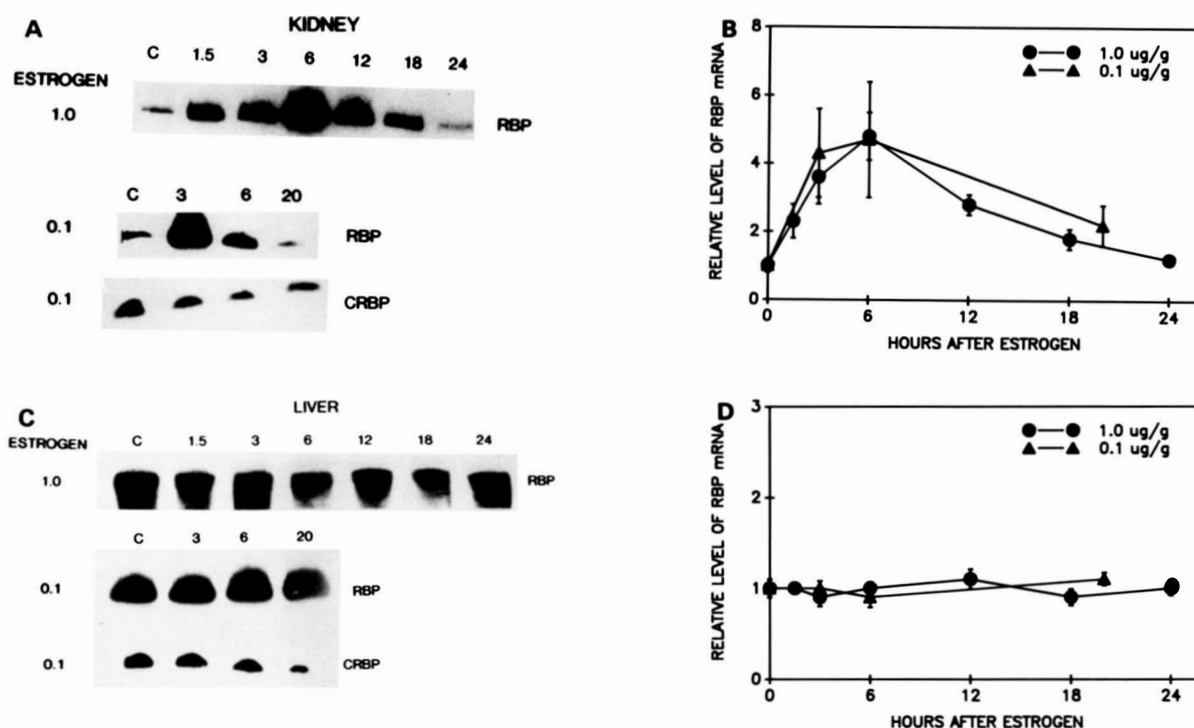 A
KIDNEY
C 1.5 3 6 12 18 24
ESTROGEN
1.0 RBP
C 3 6 20
0.1 RBP
0.1 CRBP
B
1.0 ug/g
0.1 ug/g
RELATIVE LEVEL OF RBP mRNA
8
6
4
2
0
0 6 12 18 24
HOURS AFTER ESTROGEN
C
LIVER
ESTROGEN C 1.5 3 6 12 18 24
1.0 RBP
C 3 6 20
0.1 RBP
0.1 CRBP
D
1.0 ug/g
0.1 ug/g
RELATIVE LEVEL OF RBP mRNA
3
2
1
0
0 6 12 18 24
HOURS AFTER ESTROGEN